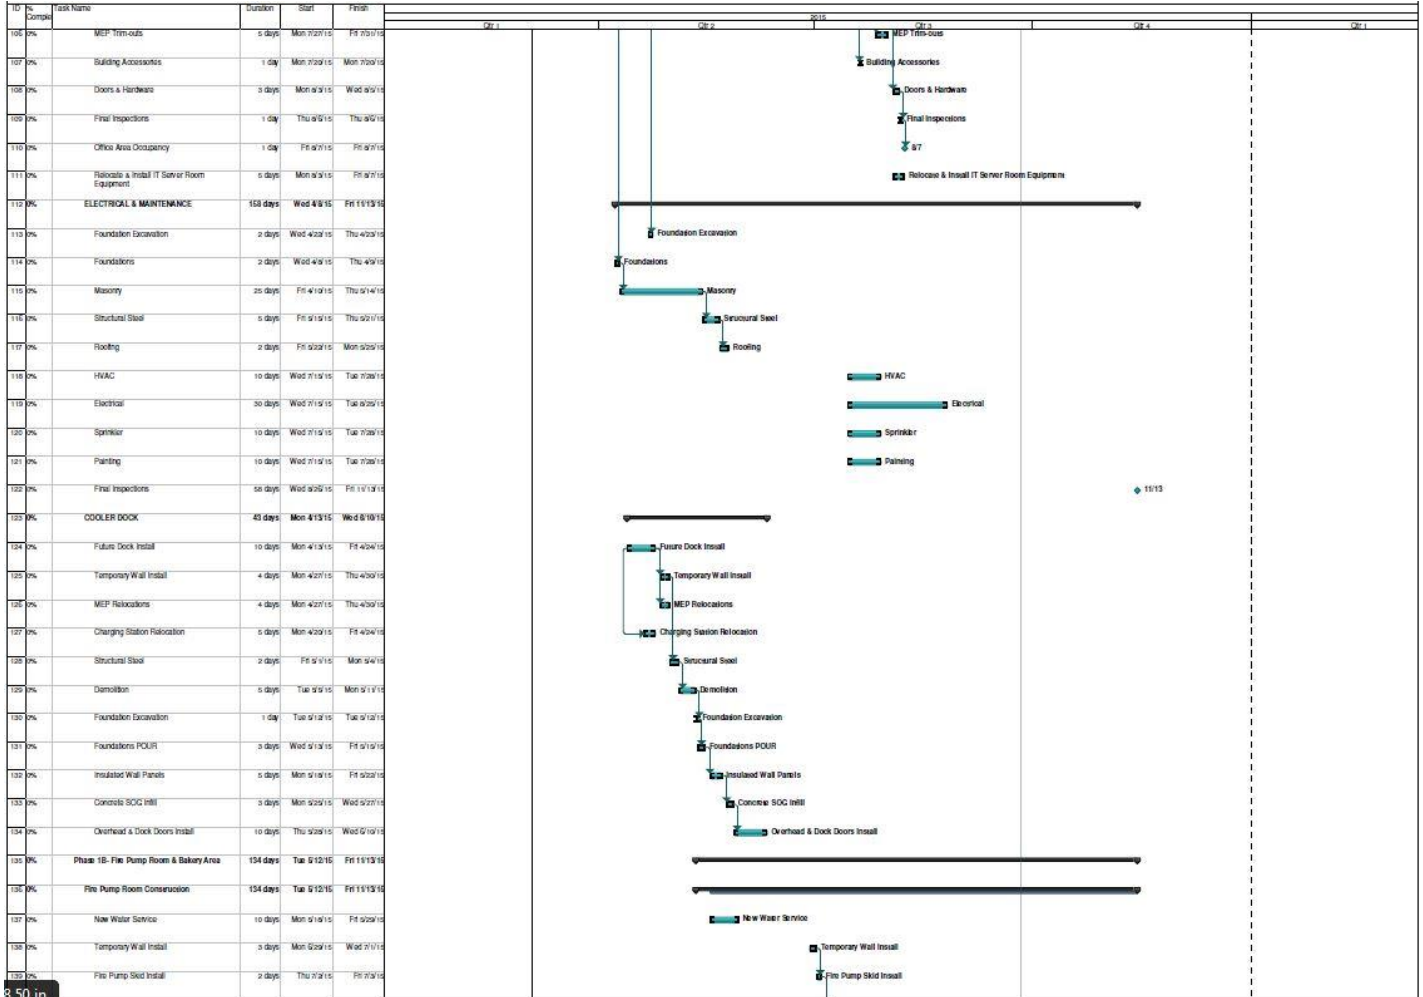 ID % Comple Task Name Duration Start Finish
2015
Qtr 1 Qtr 2 Qtr 3 Qtr 4 Qtr 1
106 0% MEP Trim-outs 5 days Mon 7/27/15 Fri 7/31/15 MEP Trim-outs
107 0% Building Accessories 1 day Mon 7/20/15 Mon 7/20/15 Building Accessories
108 0% Doors & Hardware 3 days Mon 8/3/15 Wed 8/5/15 Doors & Hardware
109 0% Final Inspections 1 day Thu 8/6/15 Thu 8/6/15 Final Inspections
110 0% Office Area Occupancy 1 day Fri 8/7/15 Fri 8/7/15 8/7
111 0% Relocate & Install IT Server Room 5 days Mon 8/3/15 Fri 8/7/15 Relocate & Install IT Server Room Equipment
Equipment
112 0% ELECTRICAL & MAINTENANCE 158 days Wed 4/8/15 Fri 11/13/15
113 0% Foundation Excavation 2 days Wed 4/22/15 Thu 4/23/15 Foundation Excavation
114 0% Foundations 2 days Wed 4/8/15 Thu 4/9/15 Foundations
115 0% Masonry 25 days Fri 4/10/15 Thu 5/14/15 Masonry
116 0% Structural Steel 5 days Fri 5/15/15 Thu 5/21/15 Structural Steel
117 0% Roofing 2 days Fri 5/22/15 Mon 5/25/15 Roofing
118 0% HVAC 10 days Wed 7/15/15 Tue 7/28/15 HVAC
119 0% Electrical 30 days Wed 7/15/15 Tue 8/25/15 Electrical
120 0% Sprinkler 10 days Wed 7/15/15 Tue 7/28/15 Sprinkler
121 0% Painting 10 days Wed 7/15/15 Tue 7/28/15 Painting
122 0% Final Inspections 58 days Wed 8/26/15 Fri 11/13/15 11/13
123 0% COOLER DOCK 43 days Mon 4/13/15 Wed 6/10/15
124 0% Future Dock Install 10 days Mon 4/13/15 Fri 4/24/15 Future Dock Install
125 0% Temporary Wall Install 4 days Mon 4/27/15 Thu 4/30/15 Temporary Wall Install
126 0% MEP Relocations 4 days Mon 4/27/15 Thu 4/30/15 MEP Relocations
127 0% Charging Station Relocation 5 days Mon 4/20/15 Fri 4/24/15 Charging Station Relocation
128 0% Structural Steel 2 days Fri 5/1/15 Mon 5/4/15 Structural Steel
129 0% Demolition 5 days Tue 5/5/15 Mon 5/11/15 Demolition
130 0% Foundation Excavation 1 day Tue 5/12/15 Tue 5/12/15 Foundation Excavation
131 0% Foundations POUR 3 days Wed 5/13/15 Fri 5/15/15 Foundations POUR
132 0% Insulated Wall Panels 5 days Mon 5/18/15 Fri 5/22/15 Insulated Wall Panels
133 0% Concrete SOG Infill 3 days Mon 5/25/15 Wed 5/27/15 Concrete SOG Infill
134 0% Overhead & Dock Doors Install 10 days Thu 5/28/15 Wed 6/10/15 Overhead & Dock Doors Install
135 0% Phase 1B- Fire Pump Room & Bakery Area 134 days Tue 5/12/15 Fri 11/13/15
136 0% Fire Pump Room Construction 134 days Tue 5/12/15 Fri 11/13/15
137 0% New Water Service 10 days Mon 5/18/15 Fri 5/29/15 New Water Service
138 0% Temporary Wall Install 3 days Mon 6/29/15 Wed 7/1/15 Temporary Wall Install
139 0% Fire Pump Skid Install 2 days Thu 7/2/15 Fri 7/3/15 Fire Pump Skid Install
8.50 in